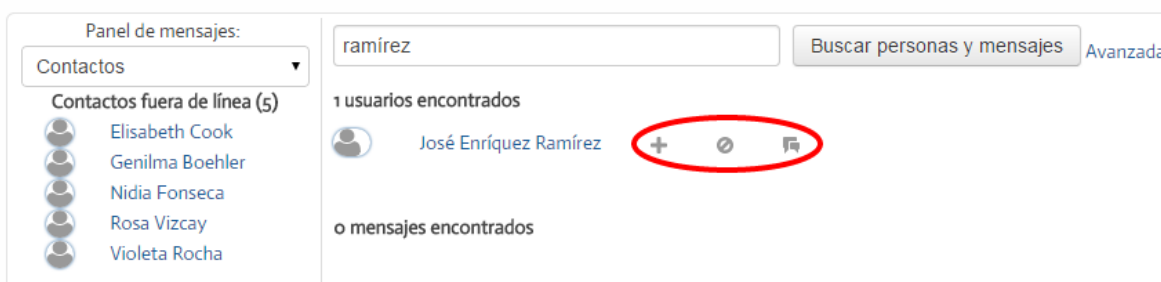 Panel de mensajes:
Contactos
Contactos fuera de línea (5)
Elisabeth Cook
Genilma Boehler
Nidia Fonseca
Rosa Vizcay
Violeta Rocha
ramírez
Buscar personas y mensajes
Avanzada
1 usuarios encontrados
José Enríquez Ramírez
0 mensajes encontrados